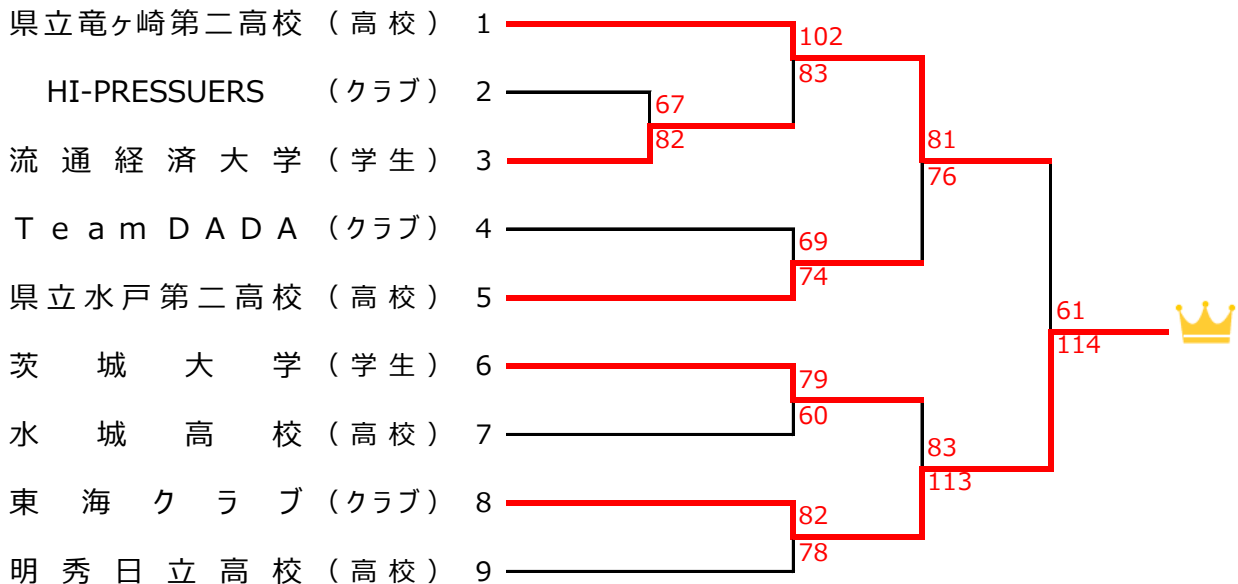 県立竜ヶ崎第二高校 （高校） 1
102
83
HI-PRESSUERS （クラブ） 2
67
82
流通経済大学 （学生） 3
81
76
TeamDADA （クラブ） 4
69
74
県立水戸第二高校 （高校） 5
61
114
茨城大学 （学生） 6
79
60
水城高校 （高校） 7
83
113
東海クラブ （クラブ） 8
82
78
明秀日立高校 （高校） 9